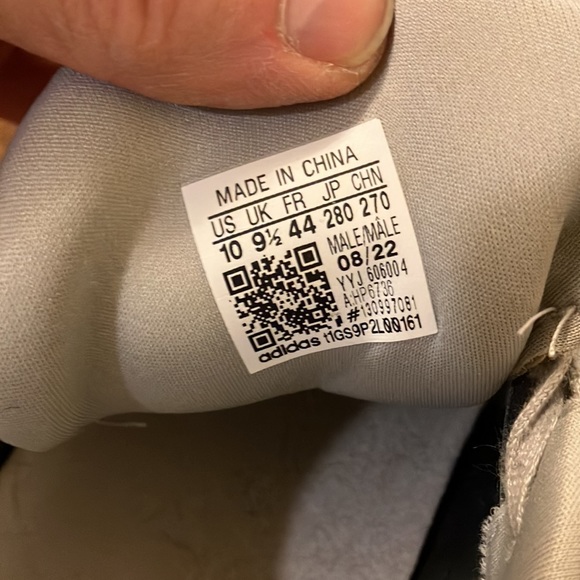 MADE IN CHINA
US UK FR JP CHN
10 9½ 44 280 270
MALE/MÂLE
08/22
YYJ 606004
A:HP6736
#130997081
adidas t1GS9P2L00161